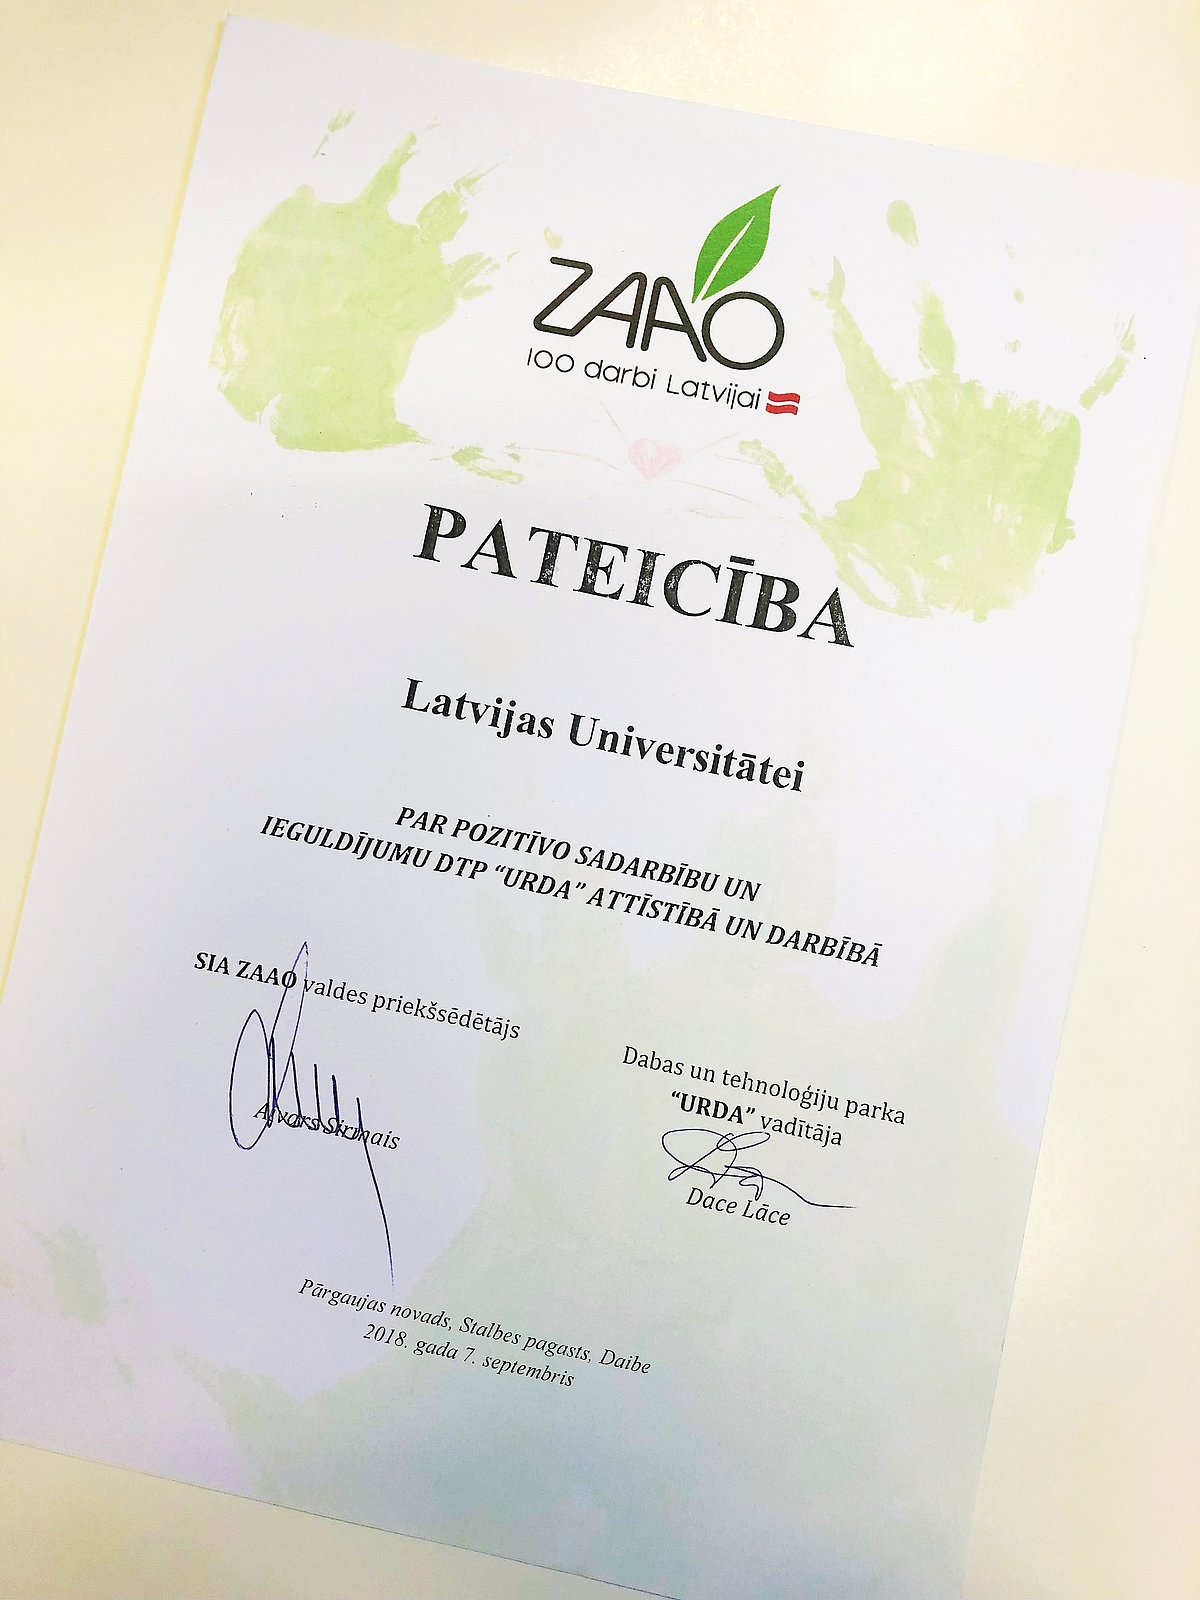 ZAAO
100 darbi Latvijai
PATEICĪBA
Latvijas Universitātei
PAR POZITĪVO SADARBĪBU UN
IEGULDĪJUMU DTP “URDA” ATTĪSTĪBĀ UN DARBĪBĀ
SIA ZAAO valdes priekšsēdētājs
Aivars Sirmais
Dabas un tehnoloģiju parka
“URDA” vadītāja
Dace Lāce
Pārgaujas novads, Stalbes pagasts, Daibe
2018. gada 7. septembris